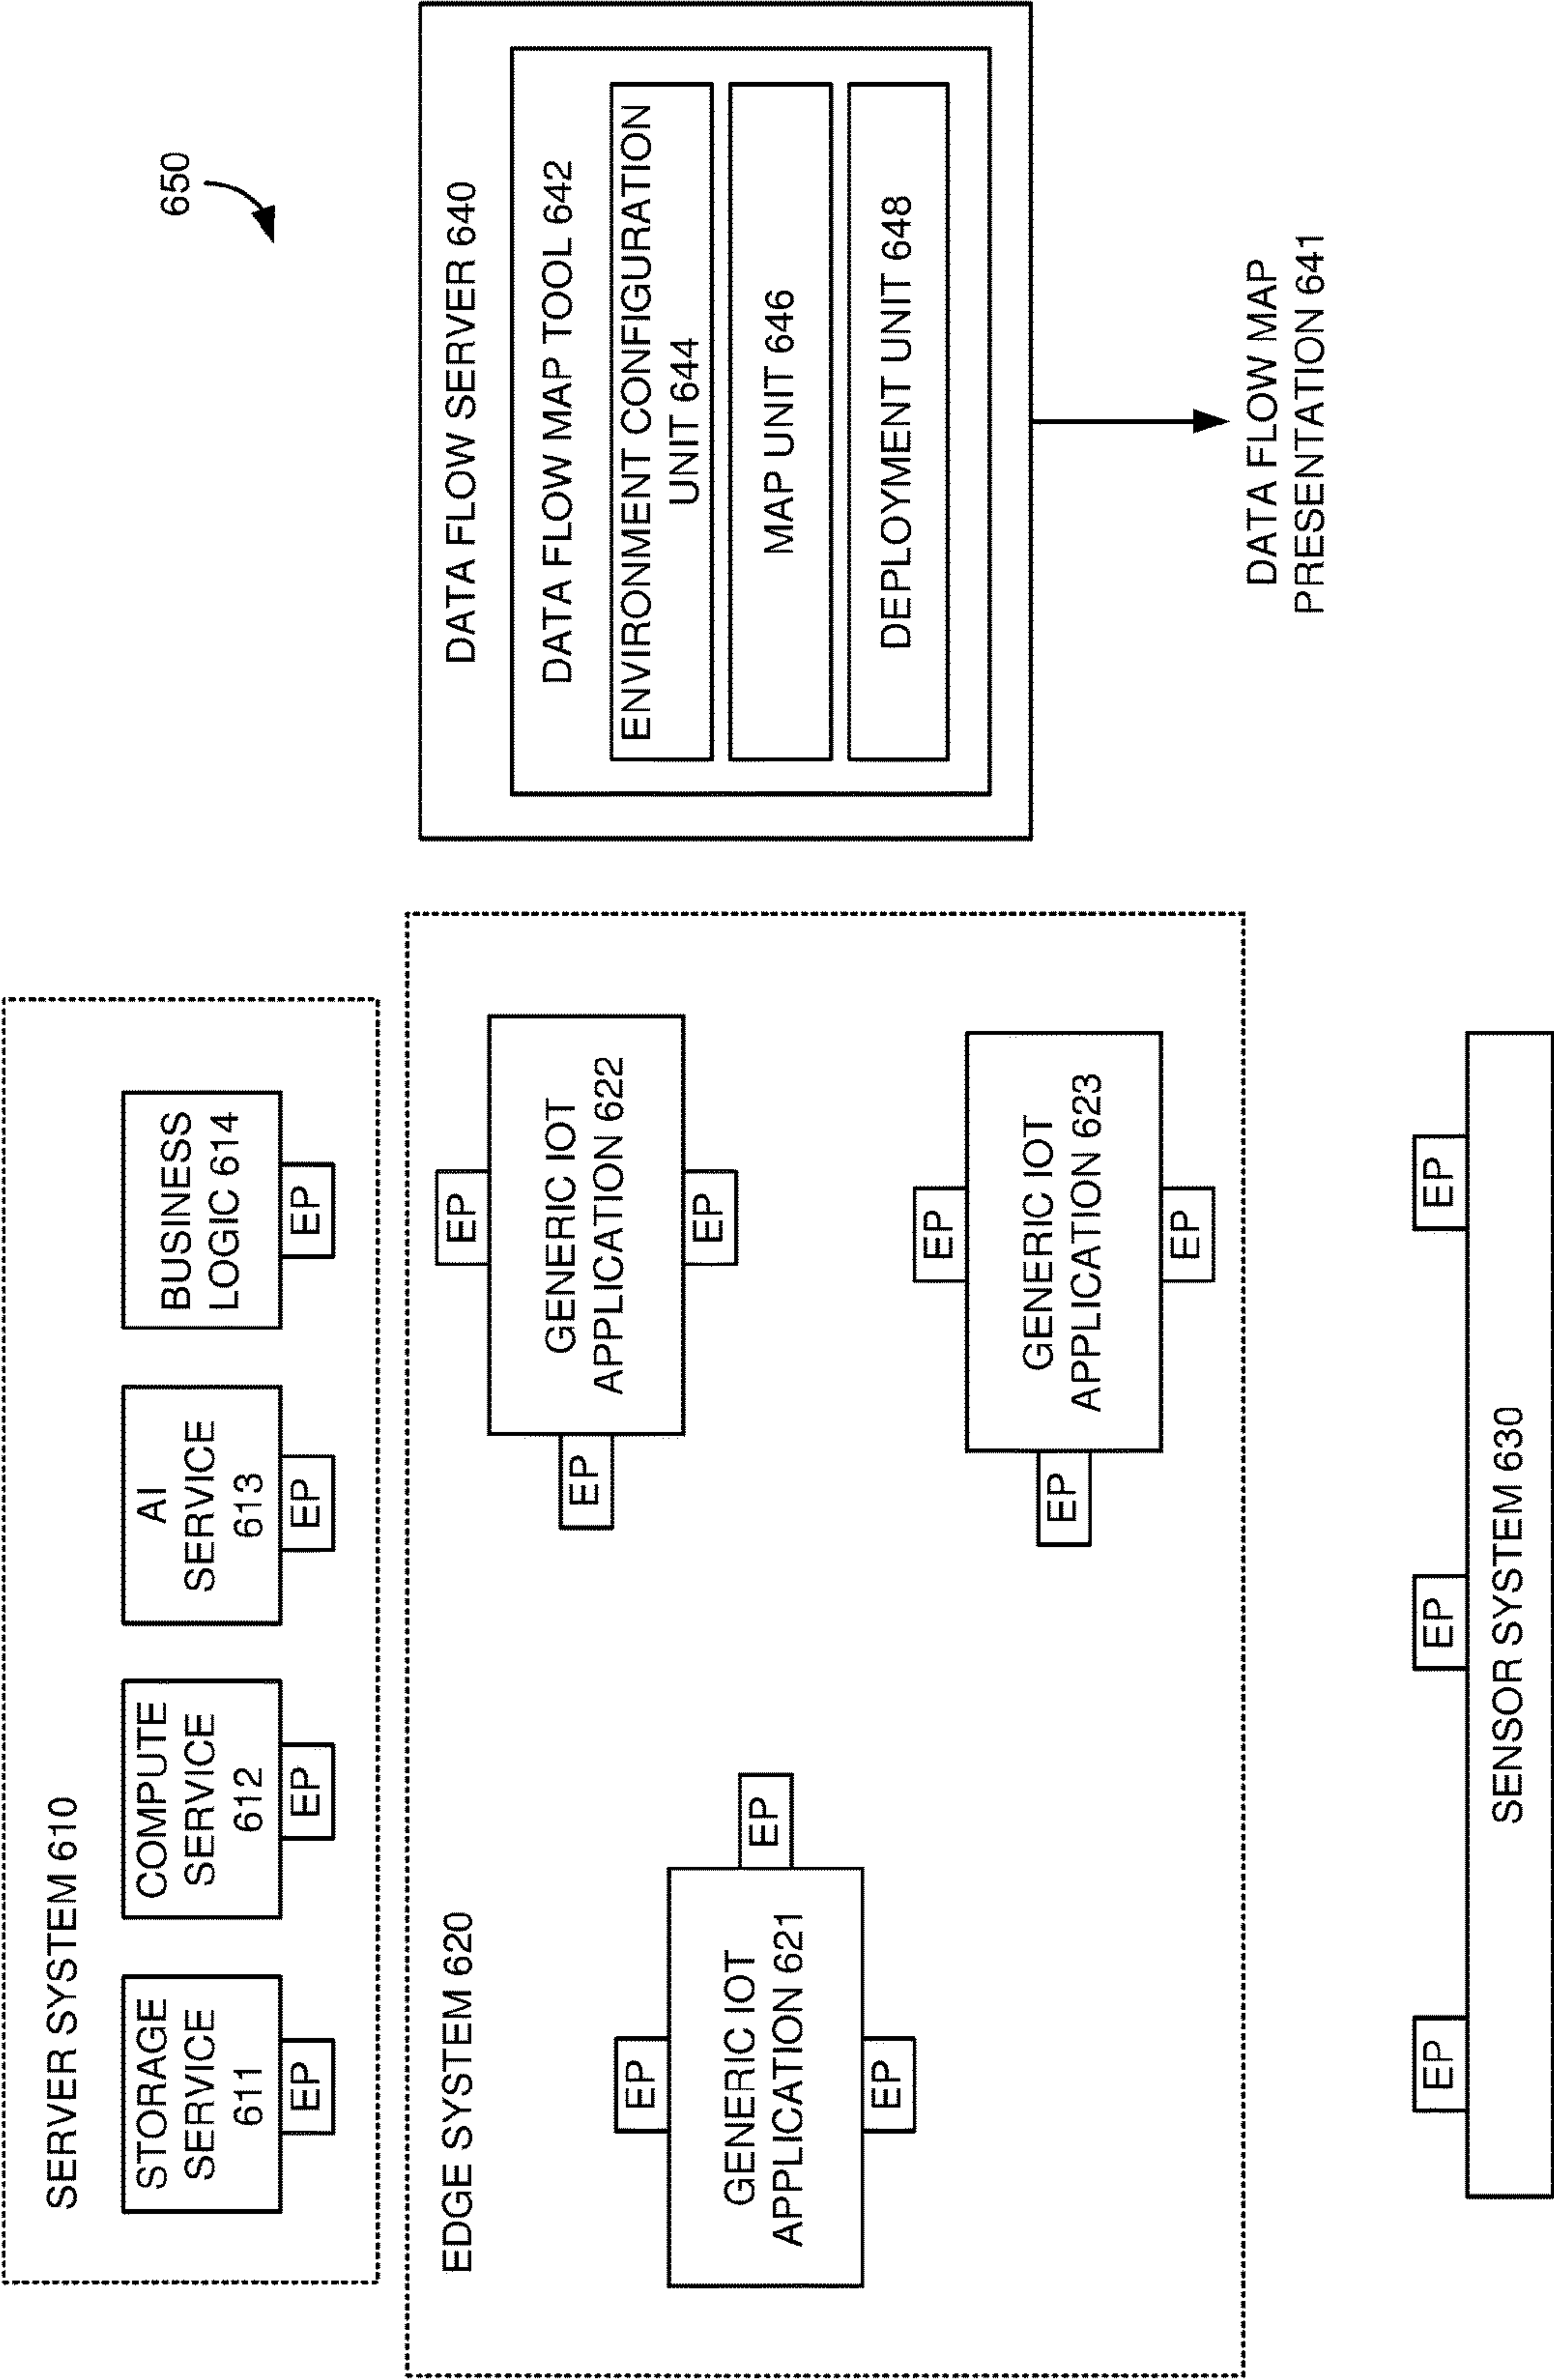 650
SERVER SYSTEM 610
STORAGE
SERVICE
611
EP
COMPUTE
SERVICE
612
EP
AI
SERVICE
613
EP
BUSINESS
LOGIC 614
EP
EDGE SYSTEM 620
EP
GENERIC IOT
APPLICATION 621
EP
EP
EP
GENERIC IOT
APPLICATION 622
EP
EP
EP
GENERIC IOT
APPLICATION 623
EP
EP
EP
EP
EP
SENSOR SYSTEM 630
DATA FLOW SERVER 640
DATA FLOW MAP TOOL 642
ENVIRONMENT CONFIGURATION
UNIT 644
MAP UNIT 646
DEPLOYMENT UNIT 648
DATA FLOW MAP
PRESENTATION 641